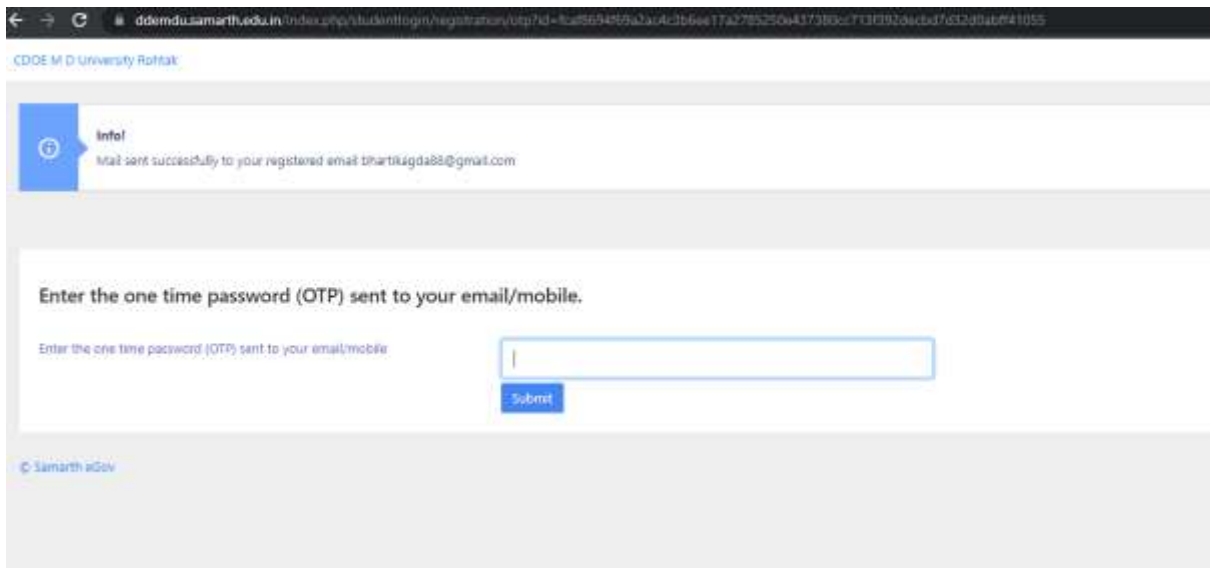 ddemdu.samarth.edu.in/index.php/studentlogin/registration/otp?id=
CDOE M D University Rohtak
Info!
Mail sent successfully to your registered email bhartikagda88@gmail.com
Enter the one time password (OTP) sent to your email/mobile.
Enter the one time password (OTP) sent to your email/mobile
Submit
© Samarth eGov